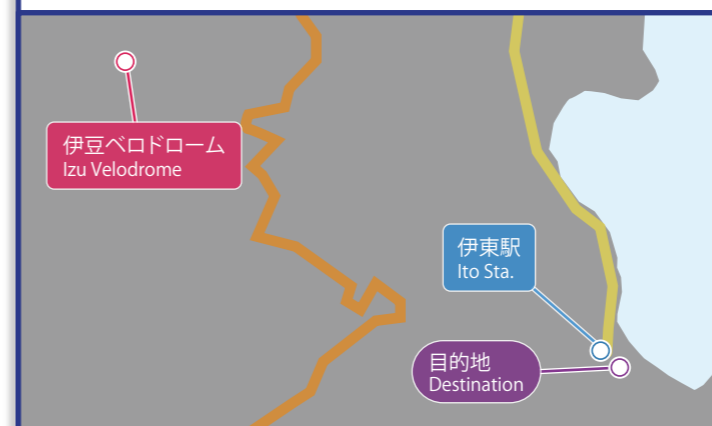 伊豆ベロドローム
Izu Velodrome
伊東駅
Ito Sta.
目的地
Destination